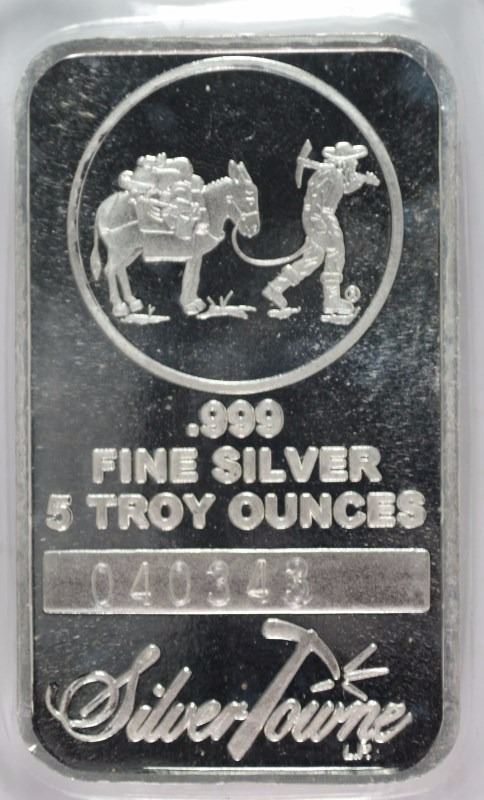 .999
FINE SILVER
5 TROY OUNCES
040343
SilverTowne
L.P.